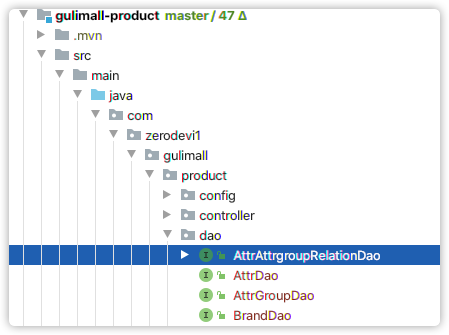 gulimall-product master / 47 Δ
.mvn
src
main
java
com
zerodevi1
gulimall
product
config
controller
dao
AttrAttrgroupRelationDao
AttrDao
AttrGroupDao
BrandDao